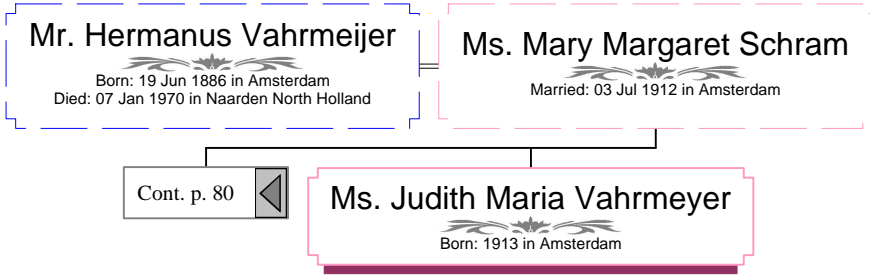 Mr. Hermanus Vahrmeijer
Born: 19 Jun 1886 in Amsterdam
Died: 07 Jan 1970 in Naarden North Holland
Ms. Mary Margaret Schram
Married: 03 Jul 1912 in Amsterdam
Cont. p. 80
Ms. Judith Maria Vahrmeyer
Born: 1913 in Amsterdam